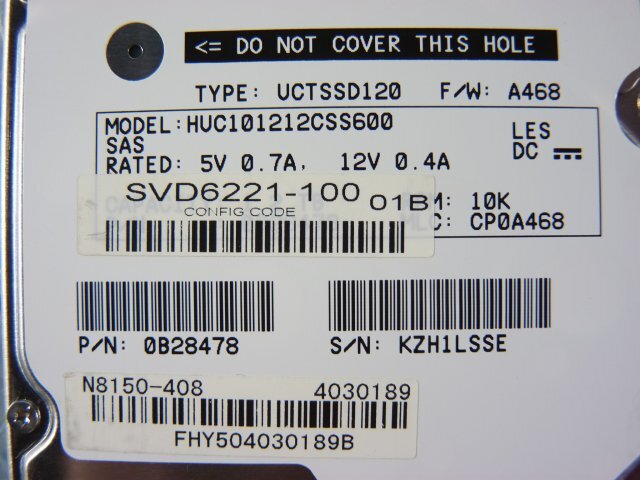 <= DO NOT COVER THIS HOLE
TYPE: UCTSSD120 F/W: A468
MODEL: HUC101212CSS600
SAS
LES
DC
RATED: 5V 0.7A, 12V 0.4A
SVD6221-100 01B
CONFIG CODE
10K
CP0A468
P/N: 0B28478
S/N: KZH1LSSE
N8150-408 4030189
FHY504030189B